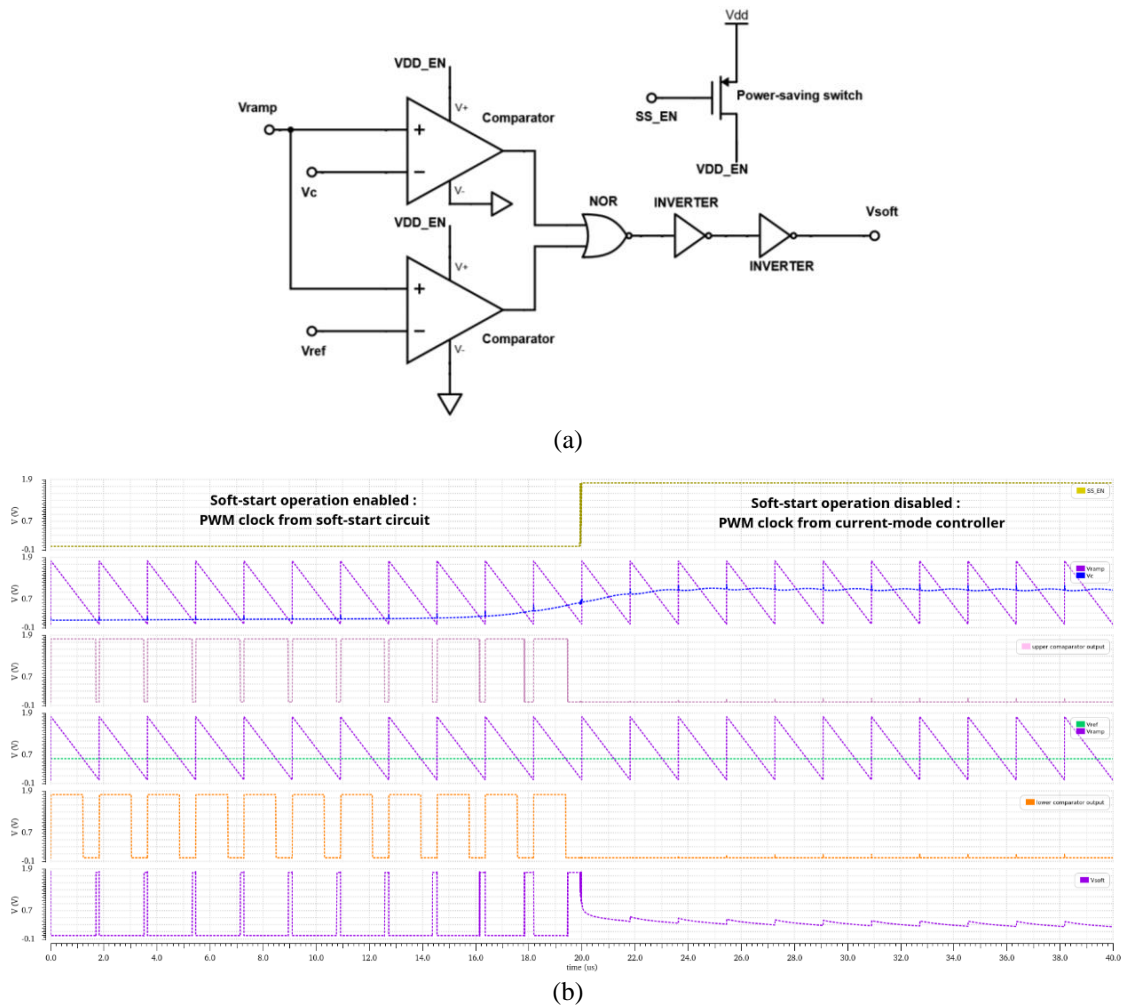 Vdd
VDD_EN
Vramp
V+
Comparator
Power-saving switch
SS_EN
Vc
V-
VDD_EN
VDD_EN
NOR
INVERTER
Vsoft
V+
INVERTER
Vref
Comparator
V-
(a)
Soft-start operation enabled :
PWM clock from soft-start circuit
Soft-start operation disabled :
PWM clock from current-mode controller
1.9
V (V)
0.7
-0.1
SS_EN
1.9
V (V)
0.7
-0.1
Vramp
Vc
1.9
V (V)
0.7
-0.1
1.9
V (V)
0.7
-0.1
Vref
Vramp
1.9
V (V)
0.7
-0.1
lower comparator output
1.9
V (V)
0.7
-0.1
Vsoft
0.0 2.0 4.0 6.0 8.0 10.0 12.0 14.0 16.0 18.0 20.0 22.0 24.0 26.0 28.0 30.0 32.0 34.0 36.0 38.0 40.0
time (us)
(b)